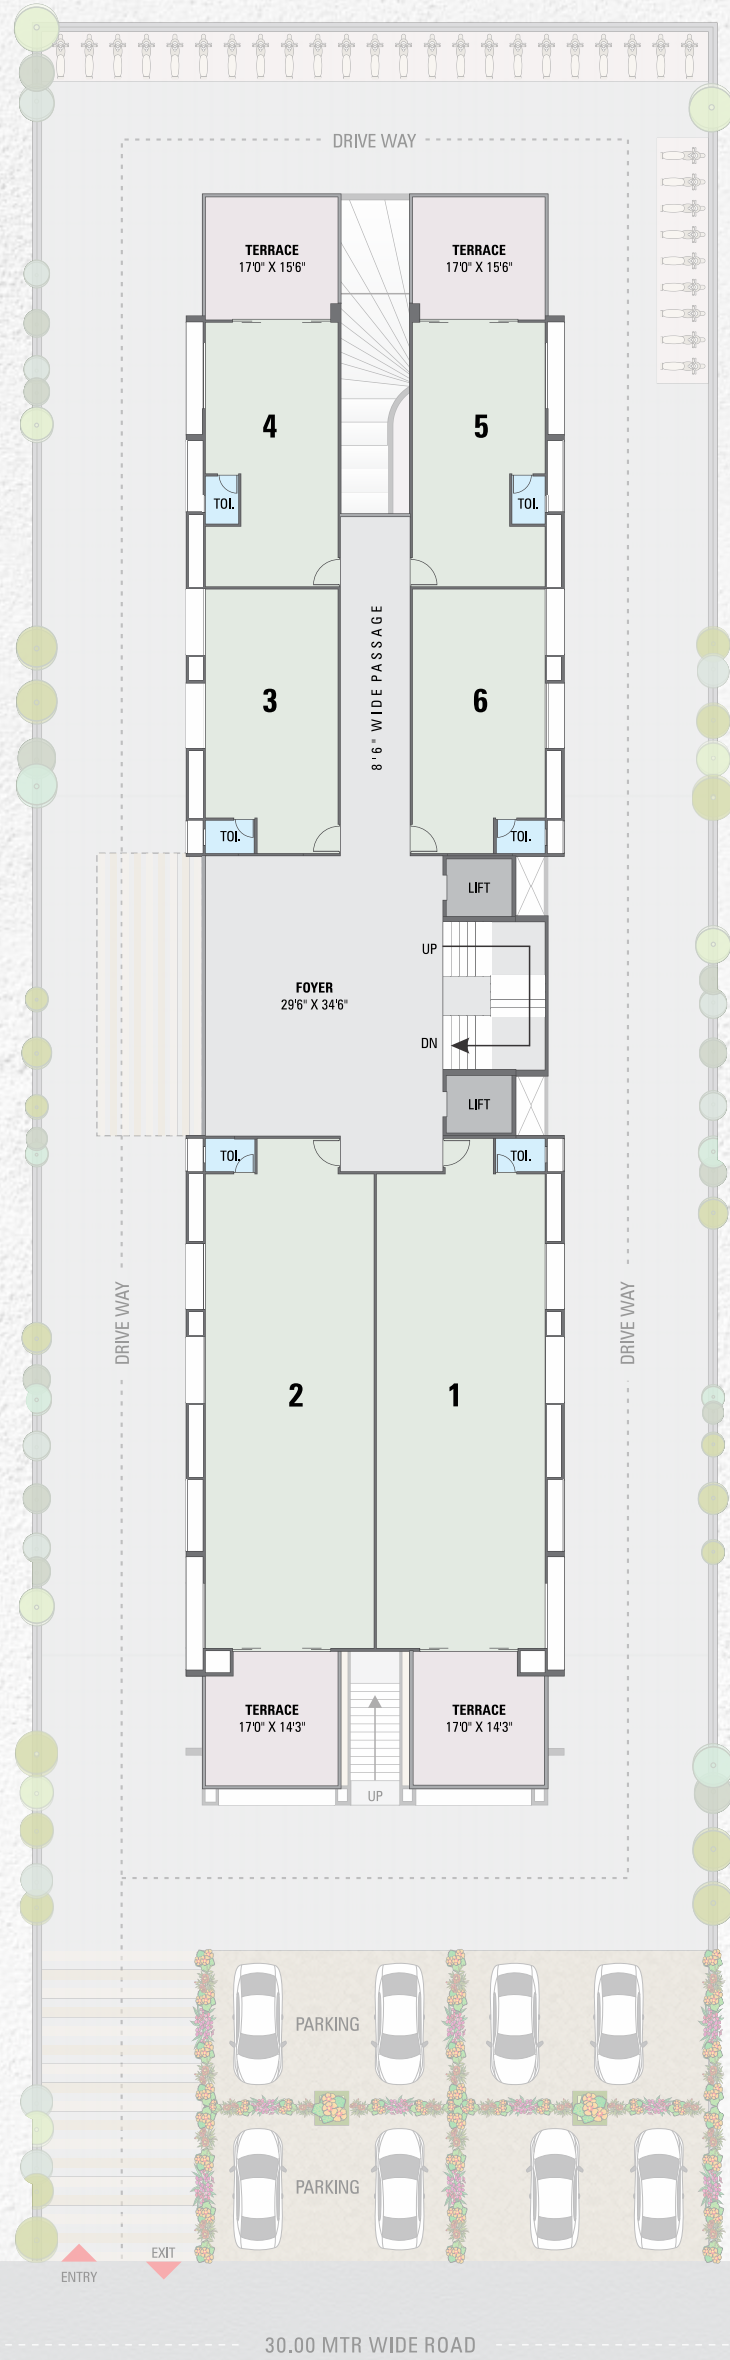 DRIVE WAY
TERRACE
17'0" X 15'6"
TERRACE
17'0" X 15'6"
4
5
TOI.
TOI.
8'6" WIDE PASSAGE
3
6
TOI.
TOI.
LIFT
UP
FOYER
29'6" X 34'6"
DN
LIFT
TOI.
TOI.
DRIVE WAY
DRIVE WAY
2
1
TERRACE
17'0" X 14'3"
TERRACE
17'0" X 14'3"
UP
PARKING
PARKING
EXIT
ENTRY
30.00 MTR WIDE ROAD